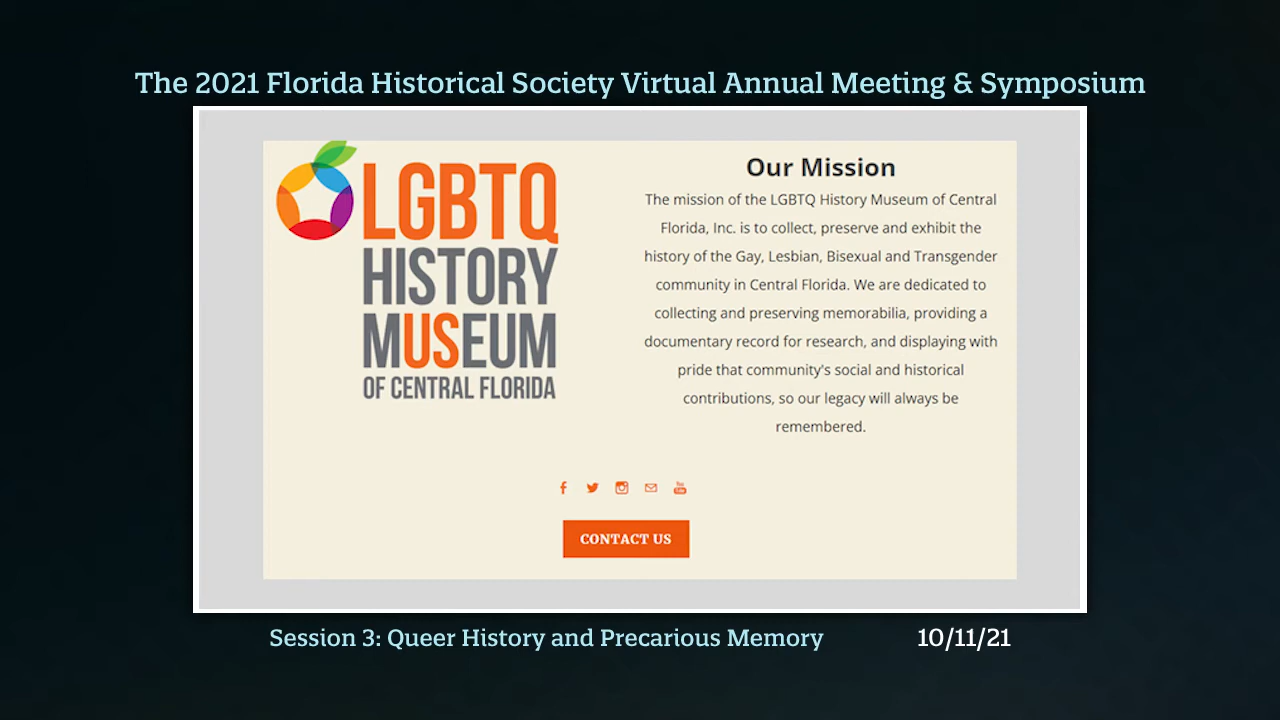 The 2021 Florida Historical Society Virtual Annual Meeting & Symposium
LGBTQ
HISTORY
MUSEUM
OF CENTRAL FLORIDA
Our Mission
The mission of the LGBTQ History Museum of Central
Florida, Inc. is to collect, preserve and exhibit the
history of the Gay, Lesbian, Bisexual and Transgender
community in Central Florida. We are dedicated to
collecting and preserving memorabilia, providing a
documentary record for research, and displaying with
pride that community's social and historical
contributions, so our legacy will always be
remembered.
You Tube
CONTACT US
Session 3: Queer History and Precarious Memory
10/11/21